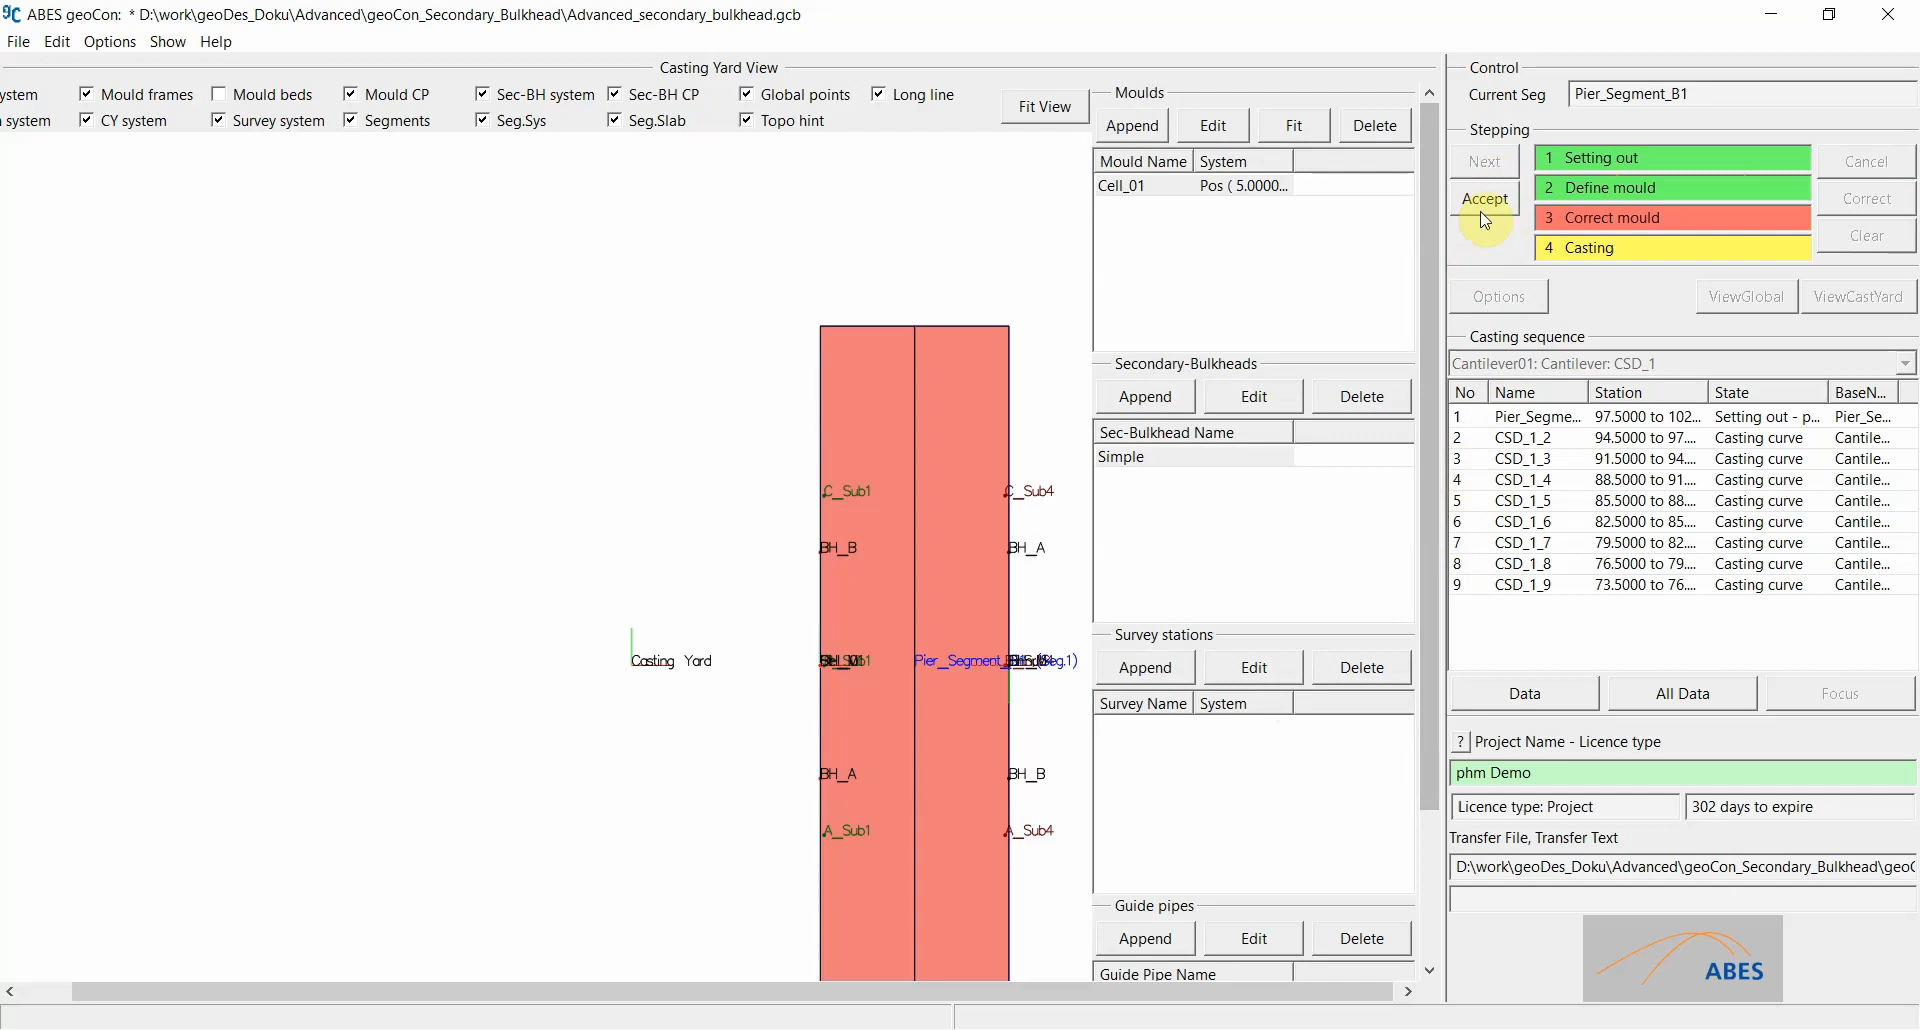 ABES geoCon: * D:\work\geoDes_Doku\Advanced\geoCon_Secondary_Bulkhead\Advanced_secondary_bulkhead.gcb
File Edit Options Show Help
Casting Yard View
ystem Mould frames Mould beds Mould CP Sec-BH system Sec-BH CP Global points Long line
system CY system Survey system Segments Seg.Sys Seg.Slab Topo hint
Fit View
C_Sub1 C_Sub4
BH_B BH_A
Casting Yard
Pier_Segment_
BH_A BH_B
A_Sub1 A_Sub4
Moulds
Append Edit Fit Delete
Mould Name System
Cell_01 Pos ( 5.0000...
Secondary-Bulkheads
Append Edit Delete
Sec-Bulkhead Name
Simple
Survey stations
Append Edit Delete
Survey Name System
Guide pipes
Append Edit Delete
Guide Pipe Name
Control
Current Seg Pier_Segment_B1
Stepping
Next 1 Setting out Cancel
Accept 2 Define mould Correct
3 Correct mould
4 Casting Clear
Options ViewGlobal ViewCastYard
Casting sequence
Cantilever01: Cantilever: CSD_1
No Name Station State BaseN...
1 Pier_Segme... 97.5000 to 102... Setting out - p... Pier_Se...
2 CSD_1_2 94.5000 to 97.... Casting curve Cantile...
3 CSD_1_3 91.5000 to 94.... Casting curve Cantile...
4 CSD_1_4 88.5000 to 91.... Casting curve Cantile...
5 CSD_1_5 85.5000 to 88.... Casting curve Cantile...
6 CSD_1_6 82.5000 to 85.... Casting curve Cantile...
7 CSD_1_7 79.5000 to 82.... Casting curve Cantile...
8 CSD_1_8 76.5000 to 79.... Casting curve Cantile...
9 CSD_1_9 73.5000 to 76.... Casting curve Cantile...
Data All Data Focus
? Project Name - Licence type
phm Demo
Licence type: Project 302 days to expire
Transfer File, Transfer Text
D:\work\geoDes_Doku\Advanced\geoCon_Secondary_Bulkhead\geoC
ABES